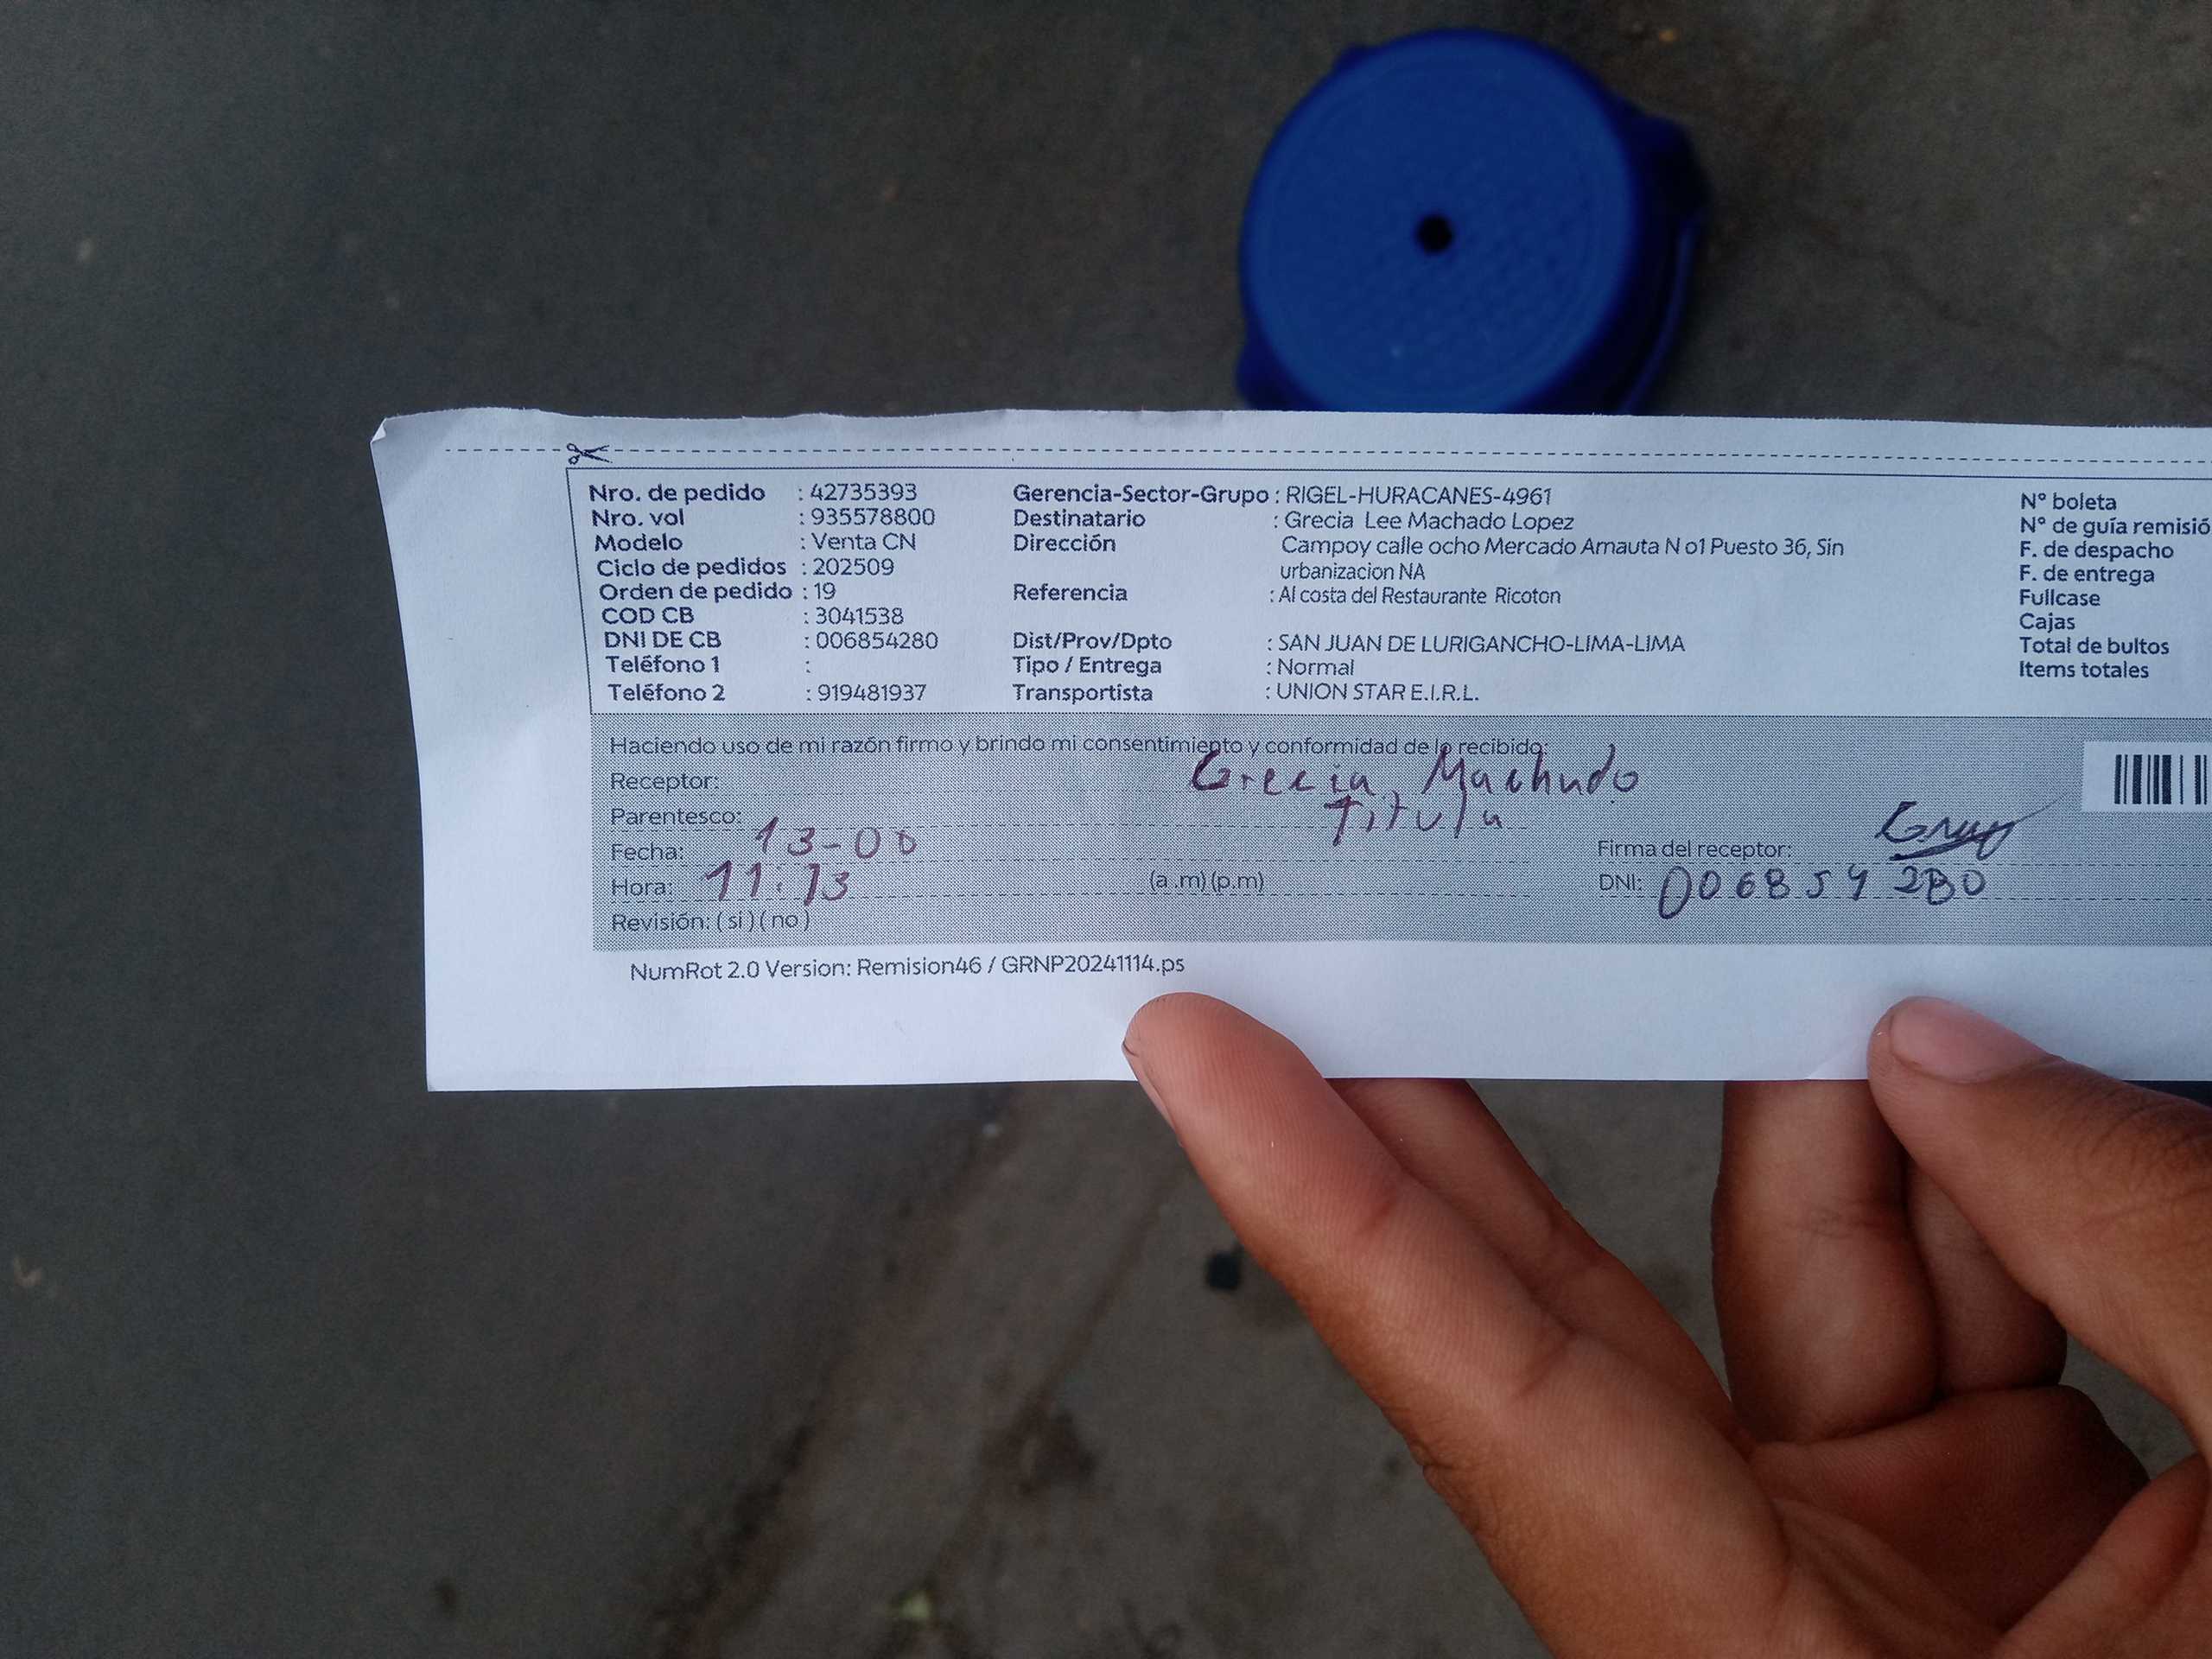 Nro. de pedido : 42735393
Nro. vol : 935578800
Modelo : Venta CN
Ciclo de pedidos : 202509
Orden de pedido : 19
COD CB : 3041538
DNI DE CB : 006854280
Teléfono 1 :
Teléfono 2 : 919481937
Gerencia-Sector-Grupo : RIGEL-HURACANES-4961
Destinatario : Grecia Lee Machado Lopez
Dirección Campoy calle ocho Mercado Amauta N o1 Puesto 36, Sin
urbanizacion NA
Referencia : Al costa del Restaurante Ricoton
Dist/Prov/Dpto : SAN JUAN DE LURIGANCHO-LIMA-LIMA
Tipo / Entrega : Normal
Transportista : UNION STAR E.I.R.L.
N° boleta
N° de guía remisió
F. de despacho
F. de entrega
Fullcase
Cajas
Total de bultos
Items totales
Haciendo uso de mi razón firmo y brindo mi consentimiento y conformidad de lo recibido:
Receptor: Grecia Machado
Parentesco: Titula
Fecha: 13-00
Hora: 11:13 (a .m) (p.m)
Revisión: ( si ) ( no )
Firma del receptor:
DNI: 006854280
NumRot 2.0 Version: Remision46 / GRNP20241114.ps